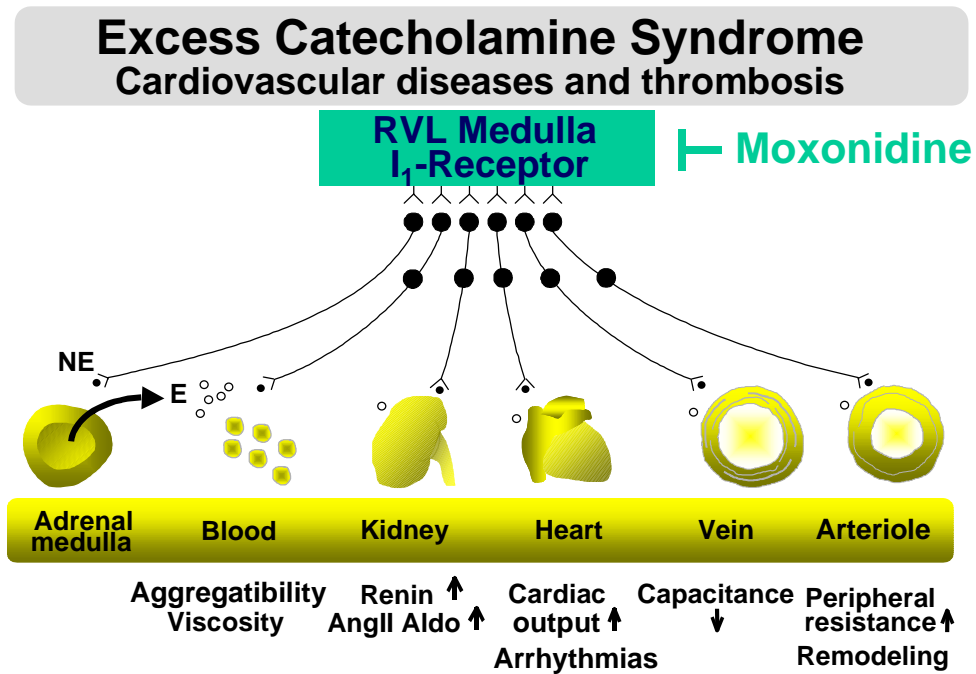 Excess Catecholamine Syndrome
Cardiovascular diseases and thrombosis
RVL Medulla
I₁-Receptor
Moxonidine
NE
E
Adrenal
medulla
Blood
Kidney
Heart
Vein
Arteriole
Aggregatibility
Viscosity
Renin
AngII Aldo
Cardiac
output
Arrhythmias
Capacitance
Peripheral
resistance
Remodeling